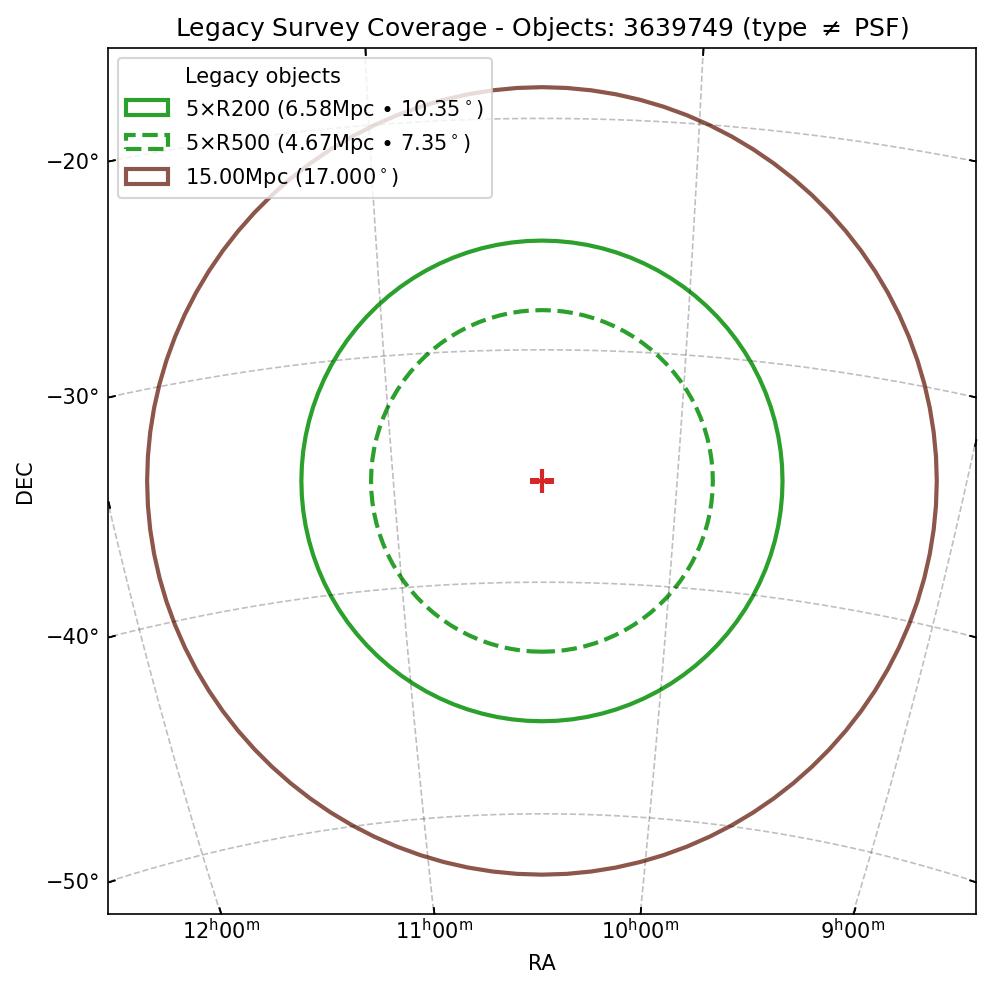 Legacy Survey Coverage - Objects: 3639749 (type ≠ PSF)
Legacy objects
5×R200 (6.58Mpc • 10.35°)
5×R500 (4.67Mpc • 7.35°)
15.00Mpc (17.000°)
−20°
−30°
−40°
−50°
DEC
12ʰ00ᵐ 11ʰ00ᵐ 10ʰ00ᵐ 9ʰ00ᵐ
RA